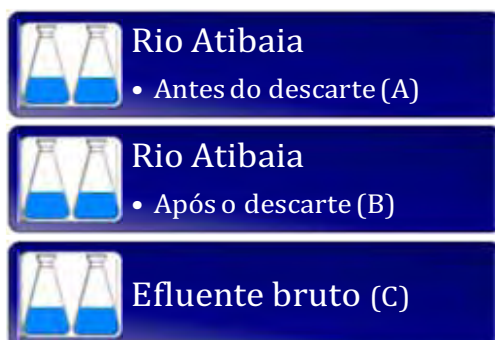 Rio Atibaia
• Antes do descarte (A)
Rio Atibaia
• Após o descarte (B)
Efluente bruto (C)